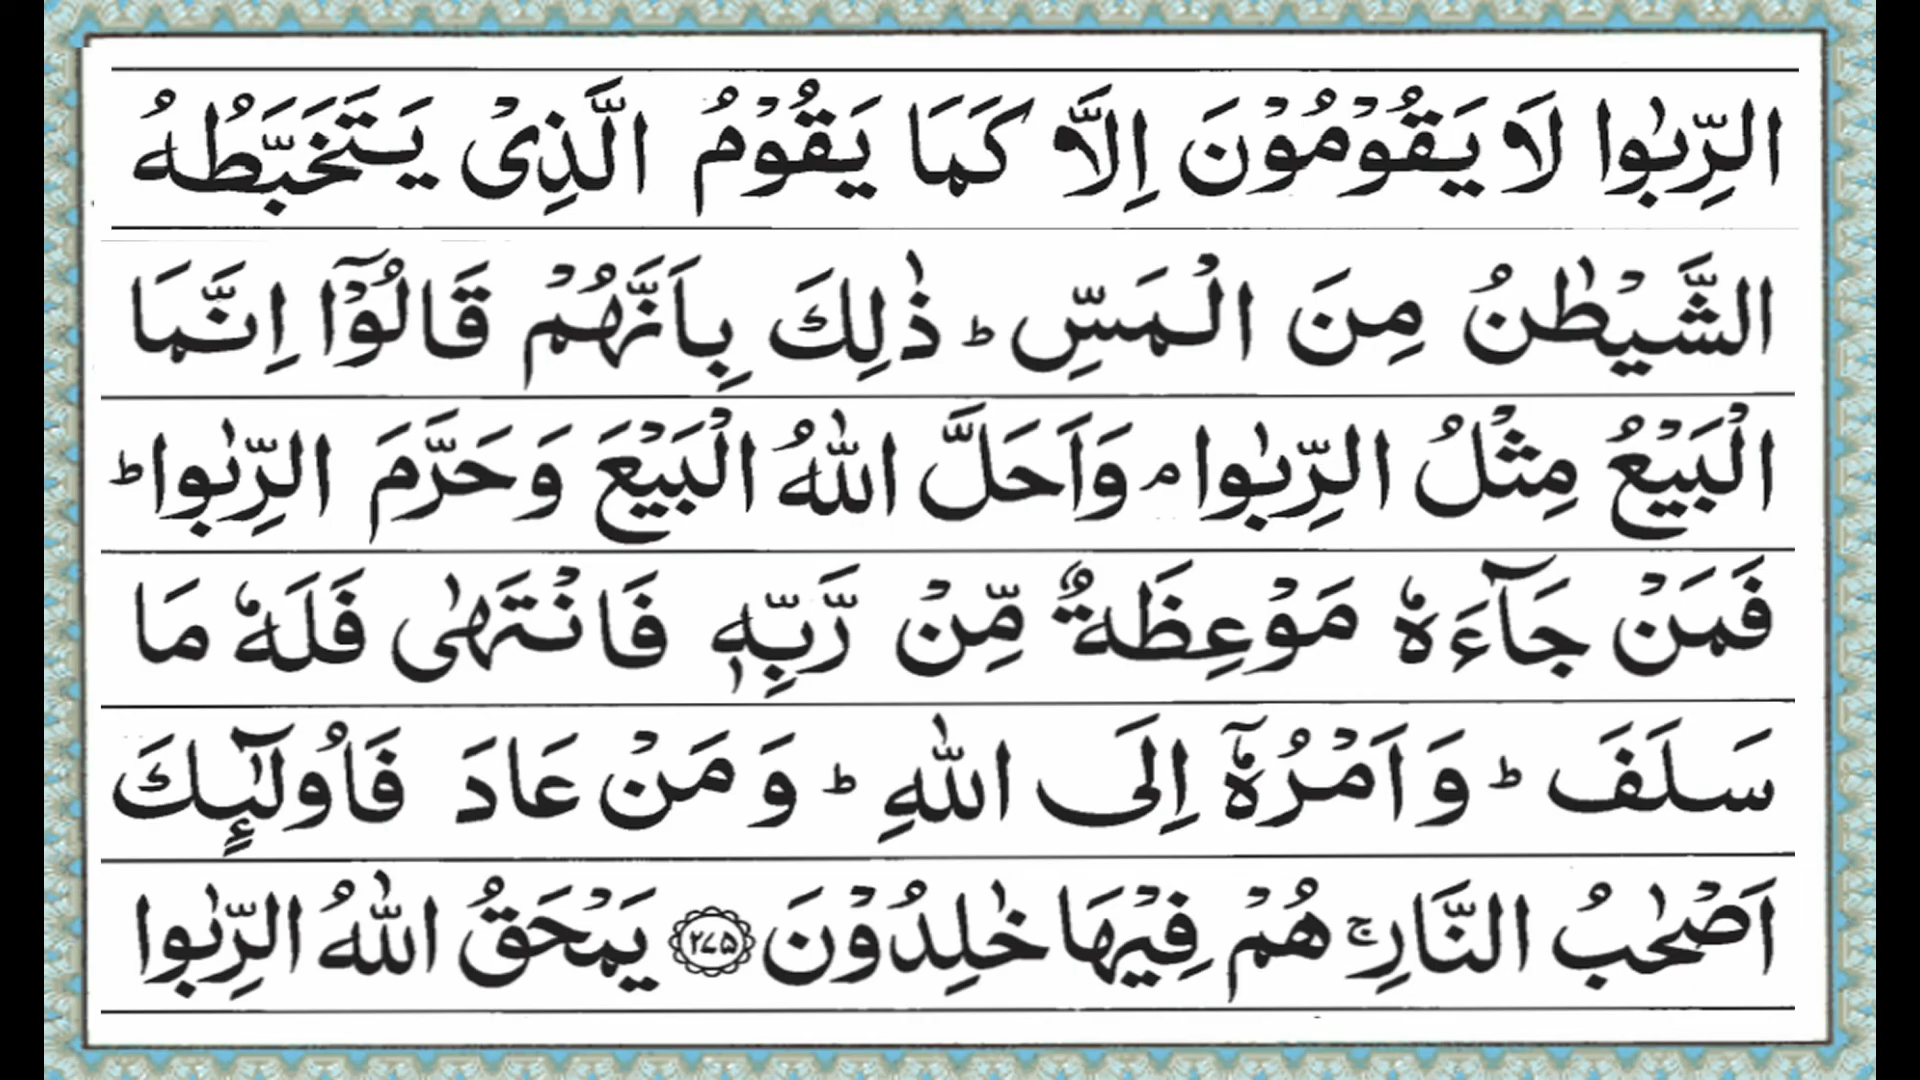 الرِّبٰوا لَا يَقُوْمُوْنَ اِلَّا كَمَا يَقُوْمُ الَّذِىْ يَتَخَبَّطُهُ
الشَّيْطٰنُ مِنَ الْمَسِّ ؕ ذٰلِكَ بِاَنَّهُمْ قَالُوْۤا اِنَّمَا
الْبَيْعُ مِثْلُ الرِّبٰوا ۘ وَاَحَلَّ اللّٰهُ الْبَيْعَ وَحَرَّمَ الرِّبٰوا ؕ
فَمَنْ جَآءَهٗ مَوْعِظَةٌ مِّنْ رَّبِّهٖ فَانْتَهٰى فَلَهٗ مَا
سَلَفَ ؕ وَاَمْرُهٗۤ اِلَى اللّٰهِ ؕ وَمَنْ عَادَ فَاُولٰٓئِكَ
اَصْحٰبُ النَّارِ ۚ هُمْ فِيْهَا خٰلِدُوْنَ ۝۲۷۵ يَمْحَقُ اللّٰهُ الرِّبٰوا